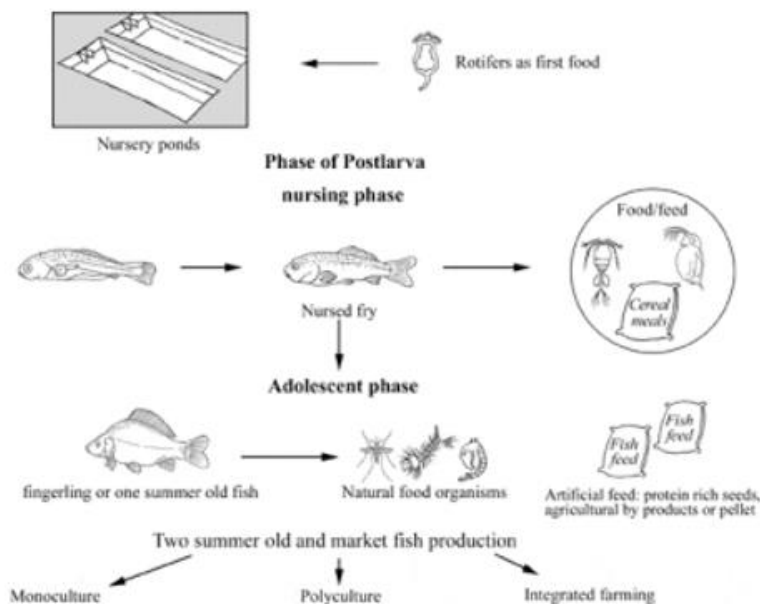 Rotifers as first food
Nursery ponds
Phase of Postlarva
nursing phase
Food/feed
Cereal
meals
Nursed fry
Adolescent phase
Fish
feed
Fish
feed
fingerling or one summer old fish
Natural food organisms
Artificial feed: protein rich seeds,
agricultural by products or pellet
Two summer old and market fish production
Monoculture
Polyculture
Integrated farming